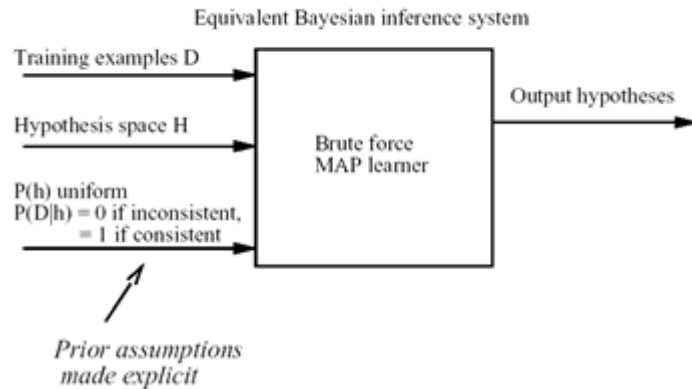 Equivalent Bayesian inference system
Training examples D
Hypothesis space H
P(h) uniform
P(D|h) = 0 if inconsistent,
= 1 if consistent
Brute force
MAP learner
Output hypotheses
Prior assumptions
made explicit